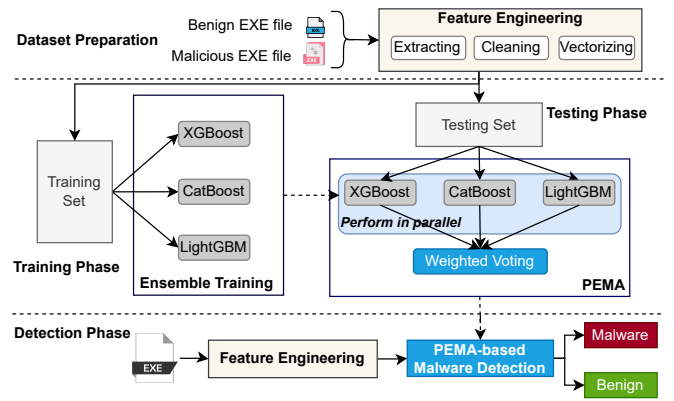 Dataset Preparation
Benign EXE file
Malicious EXE file
EXE
EXE
Feature Engineering
Extracting
Cleaning
Vectorizing
Testing Phase
Testing Set
Training
Set
Training Phase
XGBoost
CatBoost
LightGBM
Ensemble Training
XGBoost
CatBoost
LightGBM
Perform in parallel
Weighted Voting
PEMA
Detection Phase
EXE
Feature Engineering
PEMA-based
Malware Detection
Malware
Benign